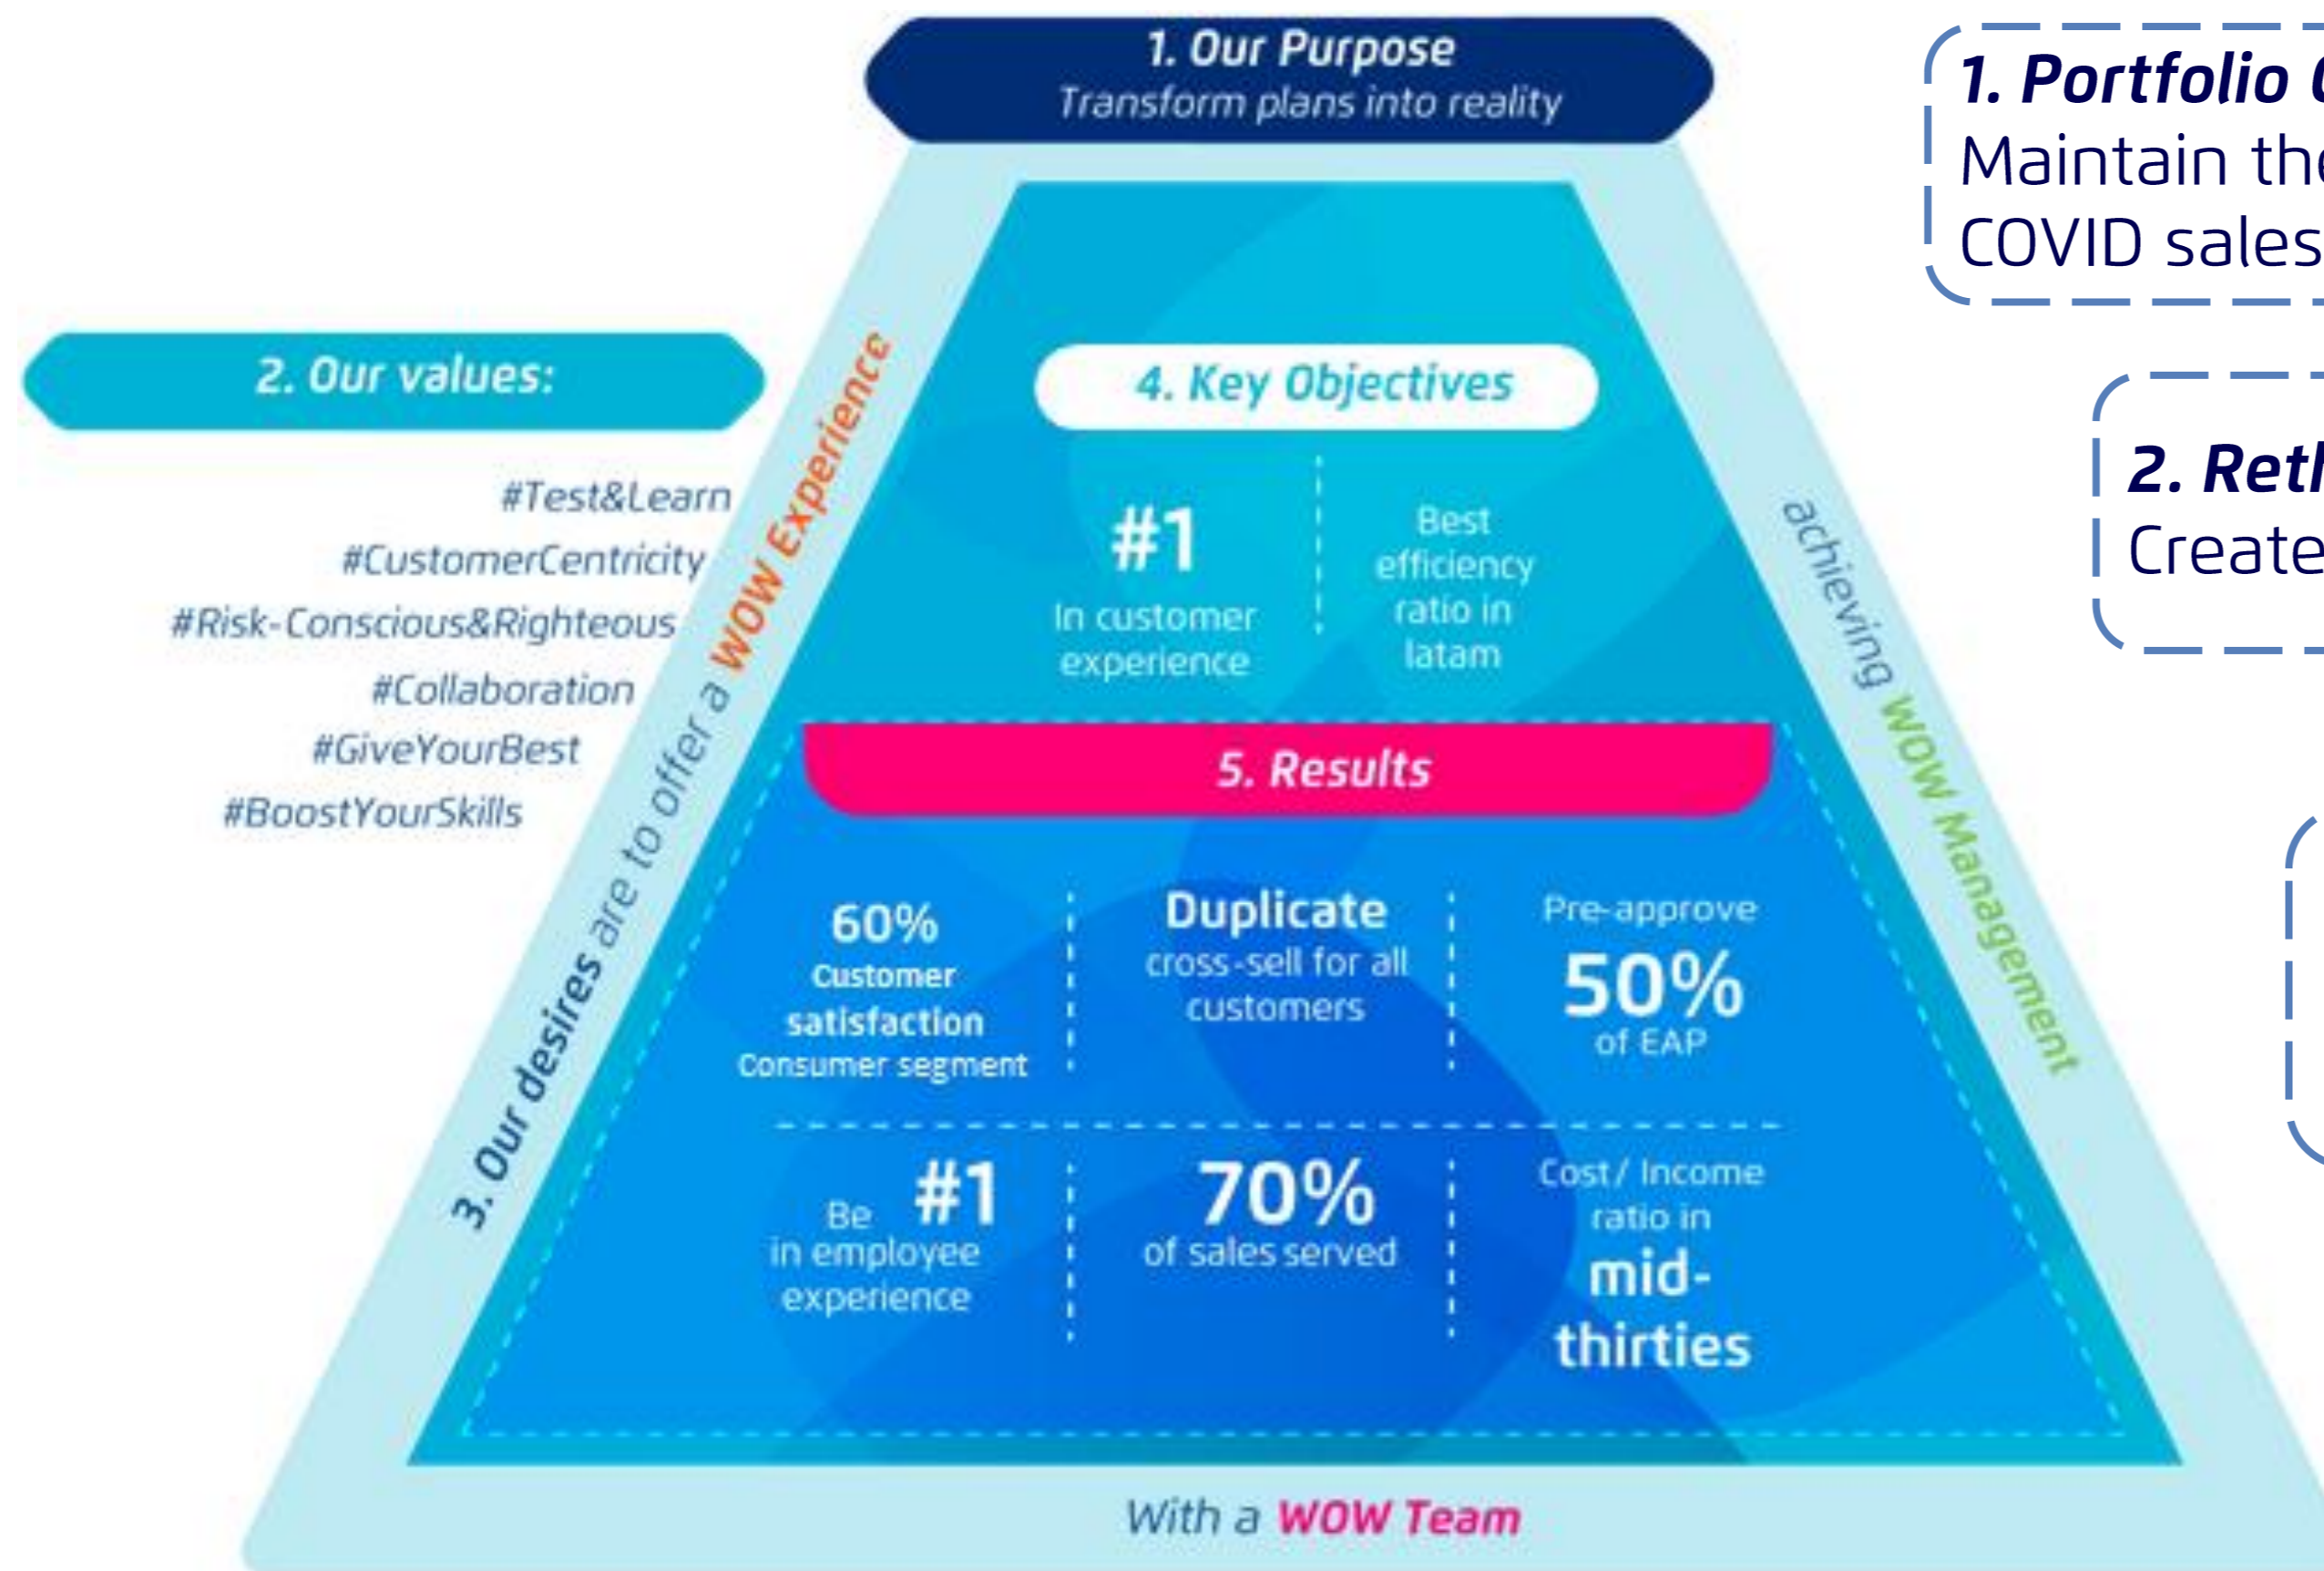 1. Our Purpose
Transform plans into reality
2. Our values:
#Test&Learn
#CustomerCentricity
#Risk-Conscious&Righteous
#Collaboration
#GiveYourBest
#BoostYourSkills
3. Our desires are to offer a WOW Experience
achieving WOW Management
With a WOW Team
4. Key Objectives
#1
In customer
experience
Best
efficiency
ratio in
latam
5. Results
60%
Customer
satisfaction
Consumer segment
Duplicate
cross-sell for all
customers
Pre-approve
50%
of EAP
Be #1
in employee
experience
70%
of sales served
Cost/ Income
ratio in
mid-
thirties
1. Portfolio
Maintain the
COVID sales
2.
Create